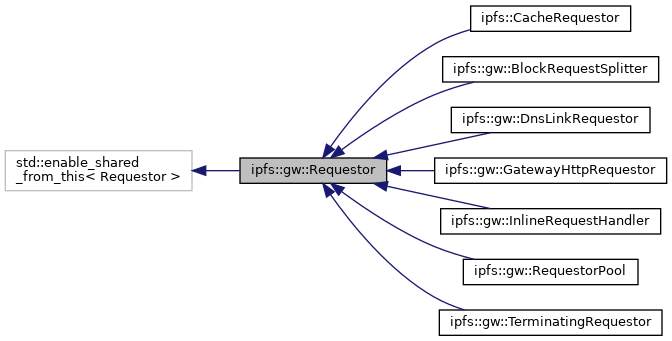 ipfs::CacheRequestor
ipfs::gw::BlockRequestSplitter
ipfs::gw::DnsLinkRequestor
std::enable_shared
_from_this< Requestor >
ipfs::gw::Requestor
ipfs::gw::GatewayHttpRequestor
ipfs::gw::InlineRequestHandler
ipfs::gw::RequestorPool
ipfs::gw::TerminatingRequestor